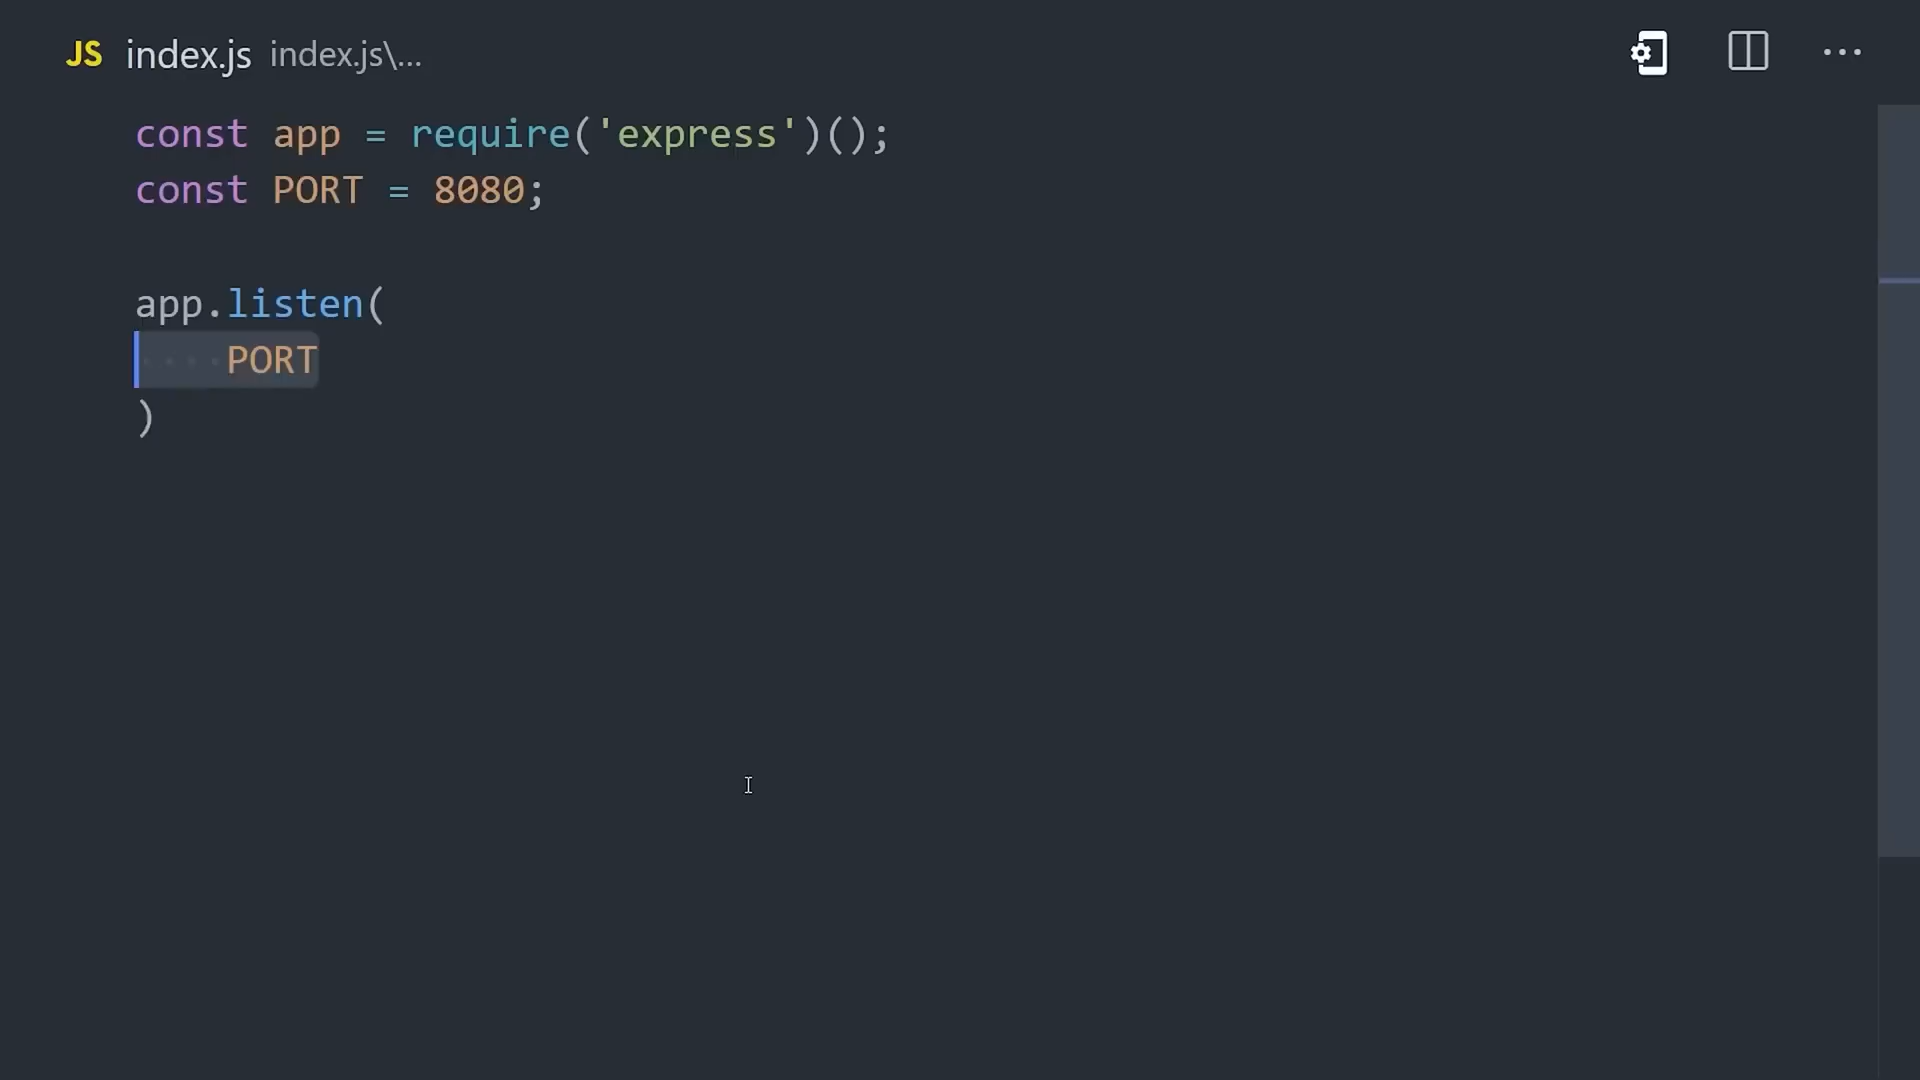 JS index.js index.js\...
const app = require('express')();
const PORT = 8080;
app.listen(
    PORT
)